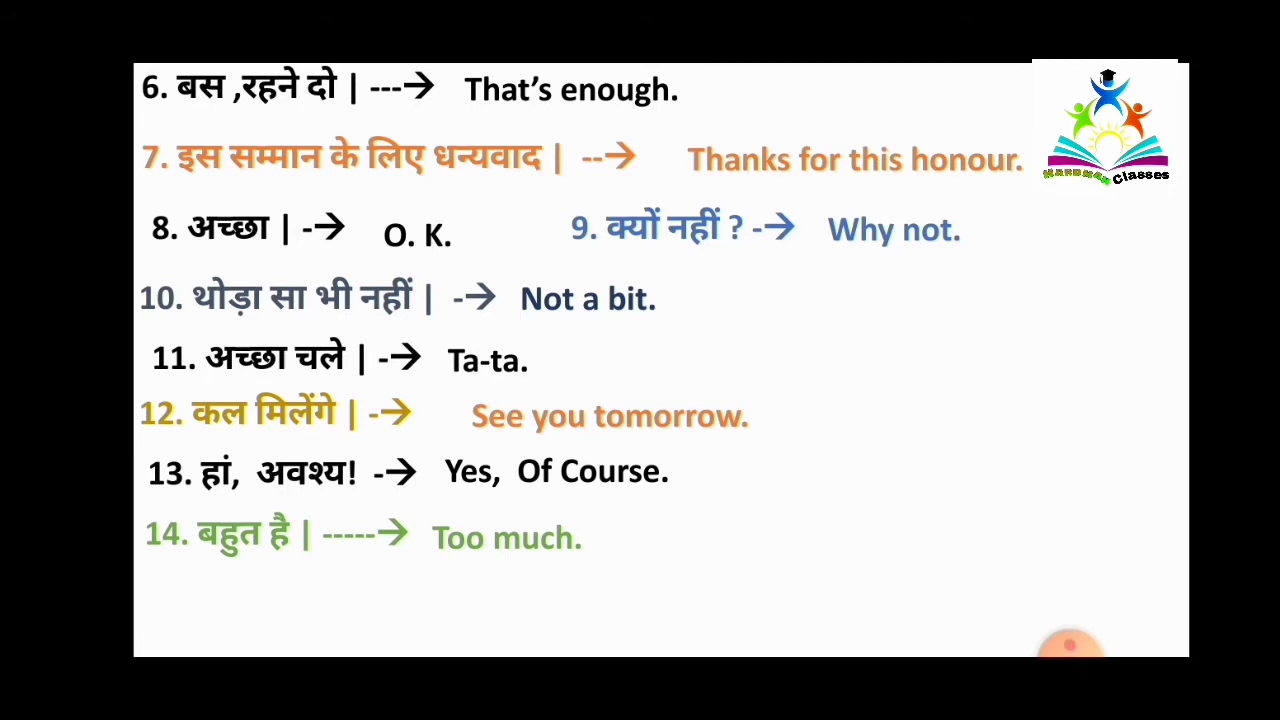 6. बस ,रहने दो | ---→ That’s enough.
7. इस सम्मान के लिए धन्यवाद | --→ Thanks for this honour.
8. अच्छा | -→ O. K. 9. क्यों नहीं ? -→ Why not.
10. थोड़ा सा भी नहीं | -→ Not a bit.
11. अच्छा चले | -→ Ta-ta.
12. कल मिलेंगे | -→ See you tomorrow.
13. हां, अवश्य! -→ Yes, Of Course.
14. बहुत है | -----→ Too much.
Classes